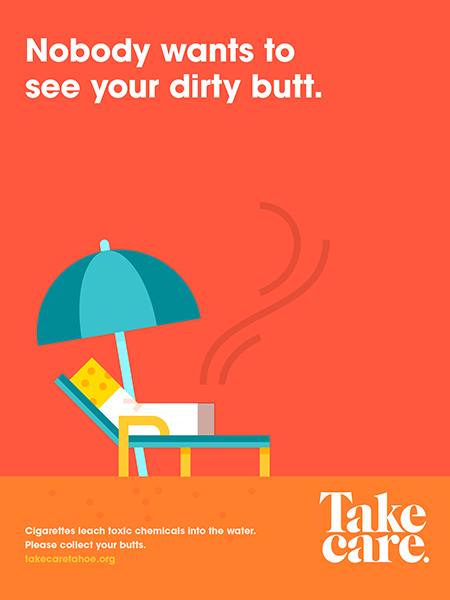 Nobody wants to
see your dirty butt.
Cigarettes leach toxic chemicals into the water.
Please collect your butts.
takecaretahoe.org
Take
care.